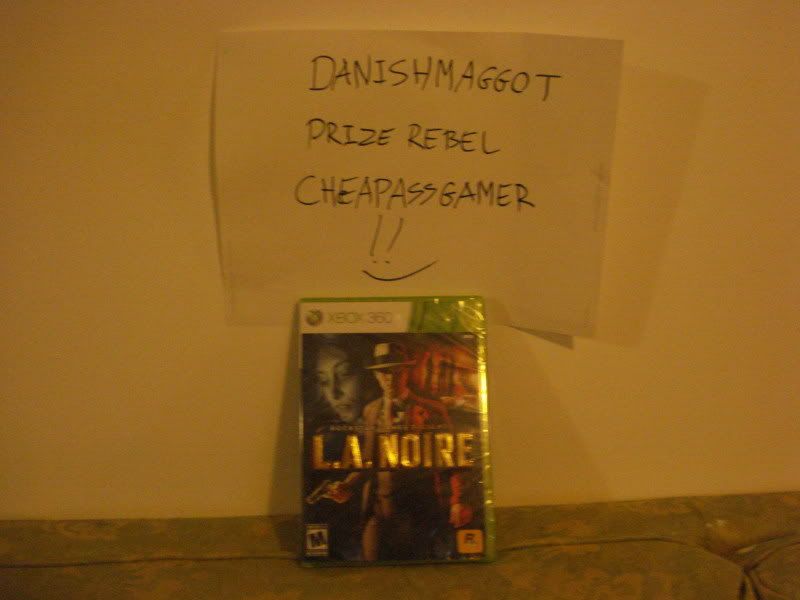 DANISHMAGGOT
PRIZE REBEL
CHEAPASSGAMER
!!
XBOX 360
L.A. NOIRE
M
R